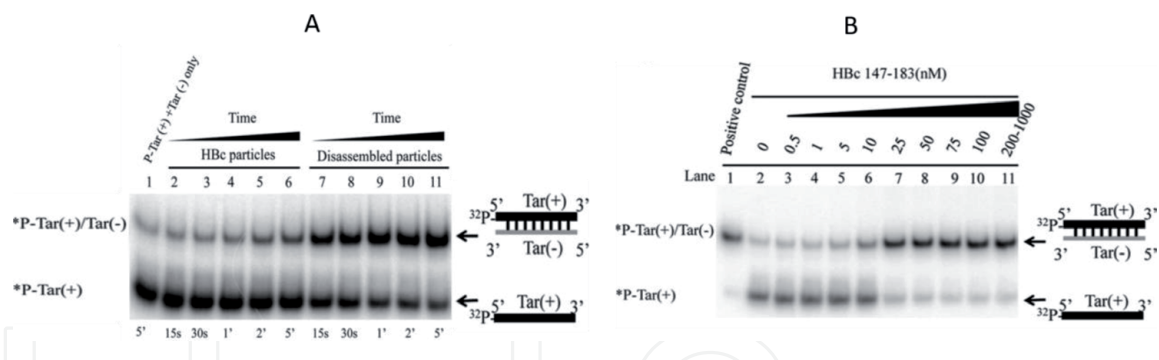 A
P-Tar (+) +Tar (-) only
Time
Time
HBc particles
Disassembled particles
1 2 3 4 5 6 7 8 9 10 11
*P-Tar(+)/Tar(-)
*P-Tar(+)
5' 15s 30s 1' 2' 5' 15s 30s 1' 2' 5'
5' Tar(+) 3'
32P-
3' Tar(-) 5'
5' Tar(+) 3'
32P-
B
HBc 147-183(nM)
Positive control 0 0.5 1 5 10 25 50 75 100 200-1000
Lane 1 2 3 4 5 6 7 8 9 10 11
*P-Tar(+)/Tar(-)
*P-Tar(+)
5' Tar(+) 3'
32P-
3' Tar(-) 5'
5' Tar(+) 3'
32P-